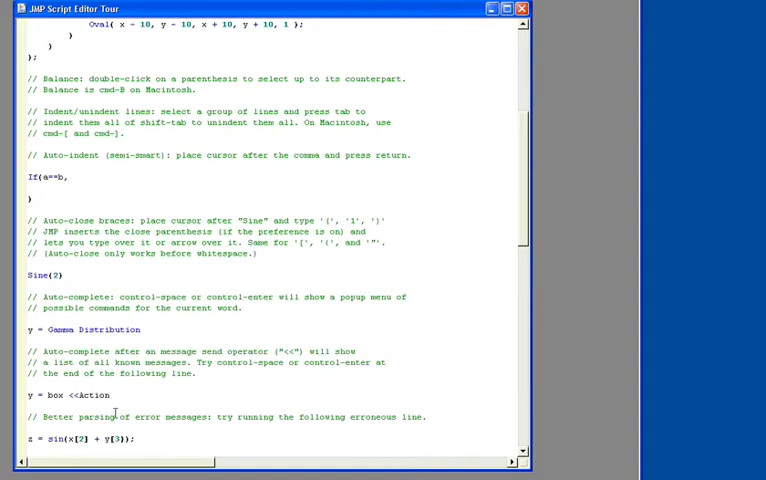 JMP Script Editor Tour
Oval( x - 10, y - 10, x + 10, y + 10, 1 );
)
)
);
// Balance: double-click on a parenthesis to select up to its counterpart.
// Balance is cmd-B on Macintosh.
// Indent/unindent lines: select a group of lines and press tab to
// indent them all of shift-tab to unindent them all. On Macintosh, use
// cmd-[ and cmd-].
// Auto-indent (semi-smart): place cursor after the comma and press return.
If(a==b,
)
// Auto-close braces: place cursor after "Sine" and type '(', '1', ')'
// JMP inserts the close parenthesis (if the preference is on) and
// lets you type over it or arrow over it. Same for '[', '{', and '"'.
// (Auto-close only works before whitespace.)
Sine(2)
// Auto-complete: control-space or control-enter will show a popup menu of
// possible commands for the current word.
y = Gamma Distribution
// Auto-complete after an message send operator ("<<") will show
// a list of all known messages. Try control-space or control-enter at
// the end of the following line.
y = box <<Action
// Better parsing of error messages: try running the following erroneous line.
z = sin(x[2] + y[3]);